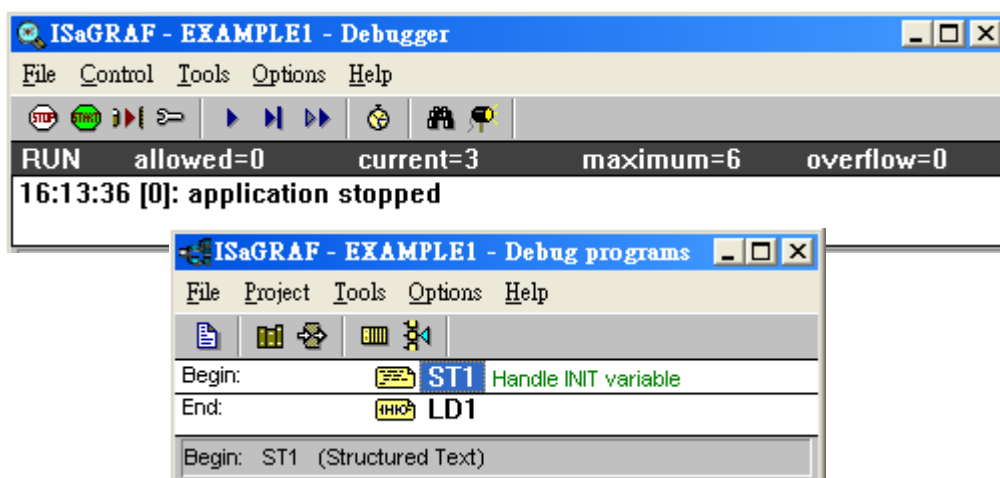 ISaGRAF - EXAMPLE1 - Debugger
File Control Tools Options Help
STOP START
RUN allowed=0 current=3 maximum=6 overflow=0
16:13:36 [0]: application stopped
ISaGRAF - EXAMPLE1 - Debug programs
File Project Tools Options Help
Begin: ST1 Handle INIT variable
End: LD1
Begin: ST1 (Structured Text)